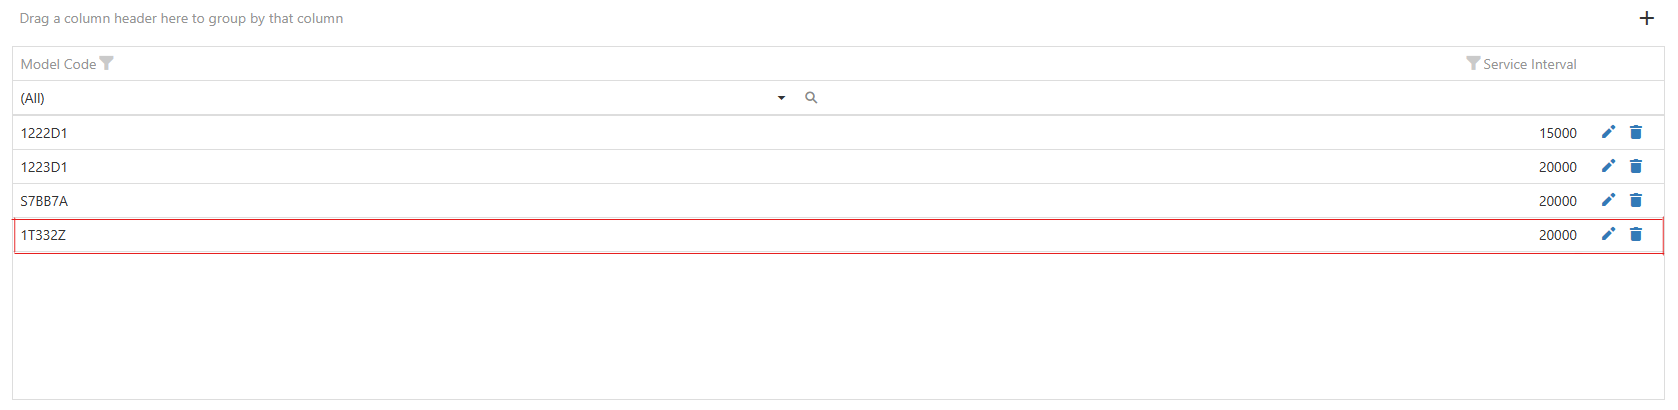 Drag a column header here to group by that column
Model Code Service Interval
(All)
1222D1 15000
1223D1 20000
S7BB7A 20000
1T332Z 20000